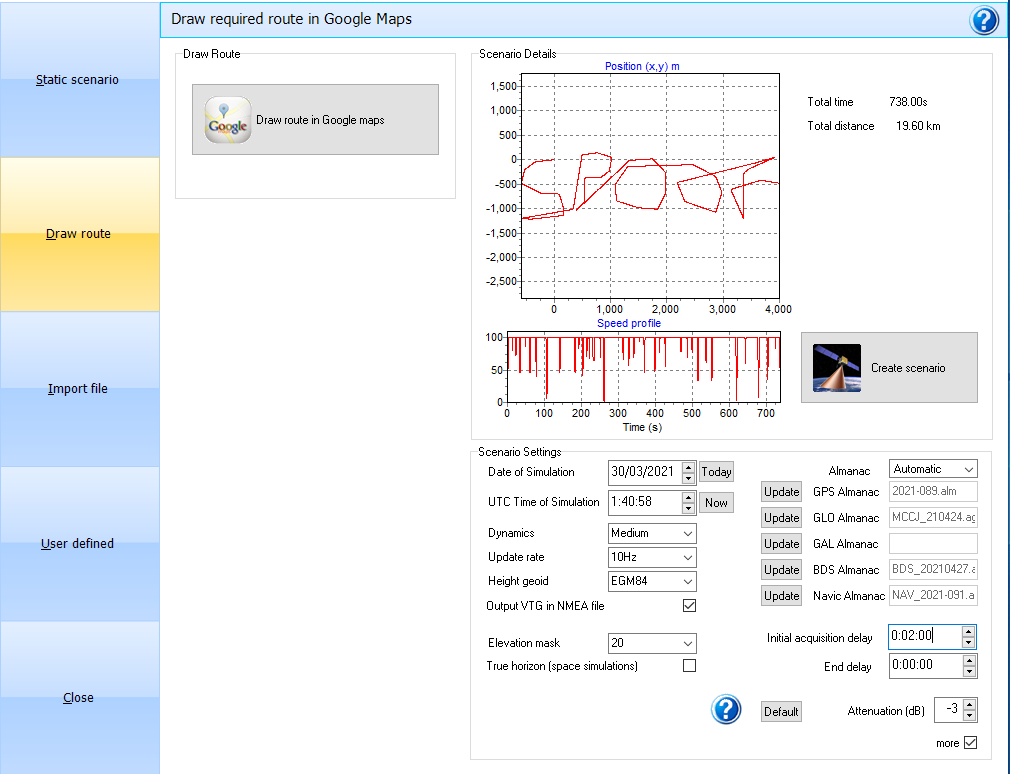 Draw required route in Google Maps
?
Static scenario
Draw route
Import file
User defined
Close
Draw Route
Google
Draw route in Google maps
Scenario Details
Position (x,y) m
1,500
1,000
500
0
-500
-1,000
-1,500
-2,000
-2,500
0 1,000 2,000 3,000 4,000
Total time 738.00s
Total distance 19.60 km
Speed profile
100
50
0
0 100 200 300 400 500 600 700
Time (s)
Create scenario
Scenario Settings
Date of Simulation 30/03/2021 Today
UTC Time of Simulation 1:40:58 Now
Dynamics Medium
Update rate 10Hz
Height geoid EGM84
Output VTG in NMEA file
Elevation mask 20
True horizon (space simulations)
Almanac Automatic
Update GPS Almanac 2021-089.alm
Update GLO Almanac MCCJ_210424.ag
Update GAL Almanac
Update BDS Almanac BDS_20210427.a
Update Navic Almanac NAV_2021-091.a
Initial acquisition delay 0:02:00
End delay 0:00:00
? Default Attenuation (dB) -3
more